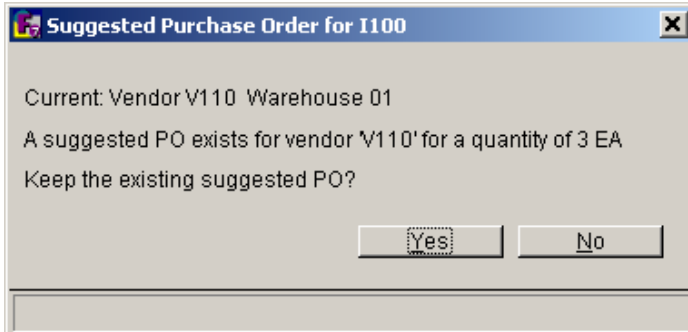 Suggested Purchase Order for I100
Current: Vendor V110 Warehouse 01
A suggested PO exists for vendor 'V110' for a quantity of 3 EA
Keep the existing suggested PO?
Yes No